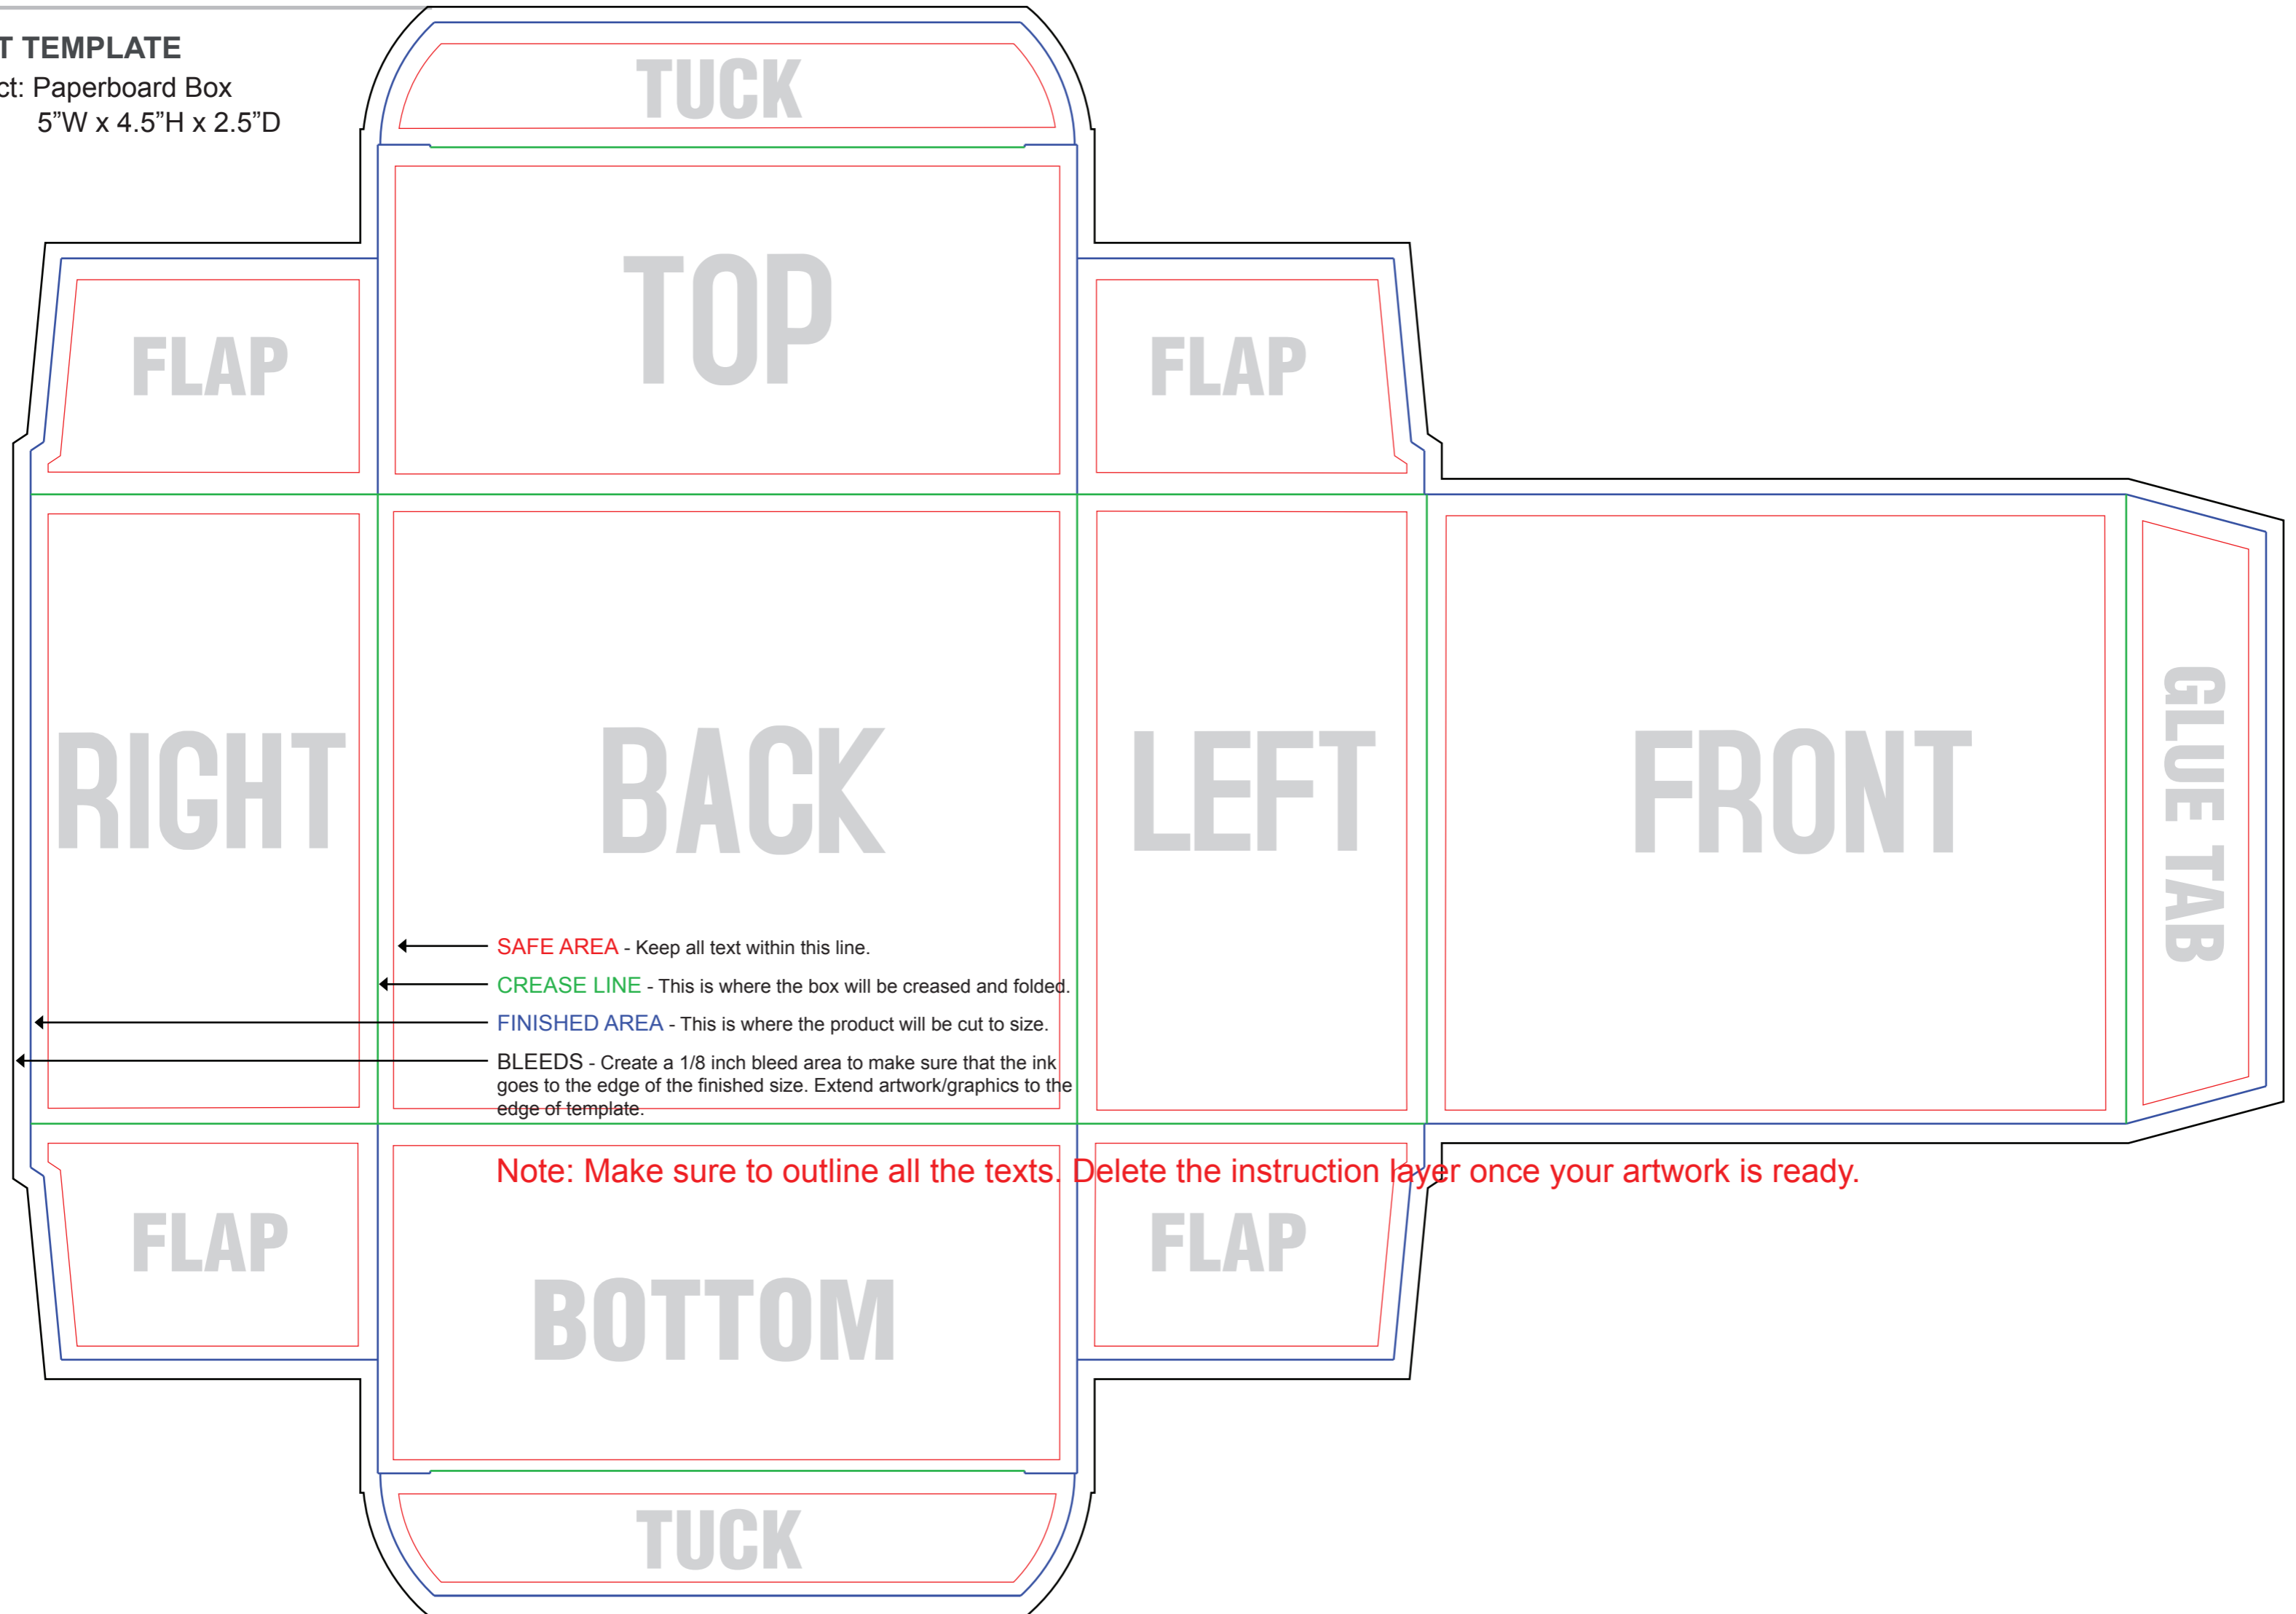 T TEMPLATE
ct: Paperboard Box
5”W x 4.5”H x 2.5”D
TUCK
TOP
FLAP
FLAP
RIGHT
BACK
LEFT
FRONT
GLUE TAB
SAFE AREA - Keep all text within this line.
CREASE LINE - This is where the box will be creased and folded.
FINISHED AREA - This is where the product will be cut to size.
BLEEDS - Create a 1/8 inch bleed area to make sure that the ink
goes to the edge of the finished size. Extend artwork/graphics to the
edge of template.
Note: Make sure to outline all the texts. Delete the instruction layer once your artwork is ready.
FLAP
FLAP
BOTTOM
TUCK